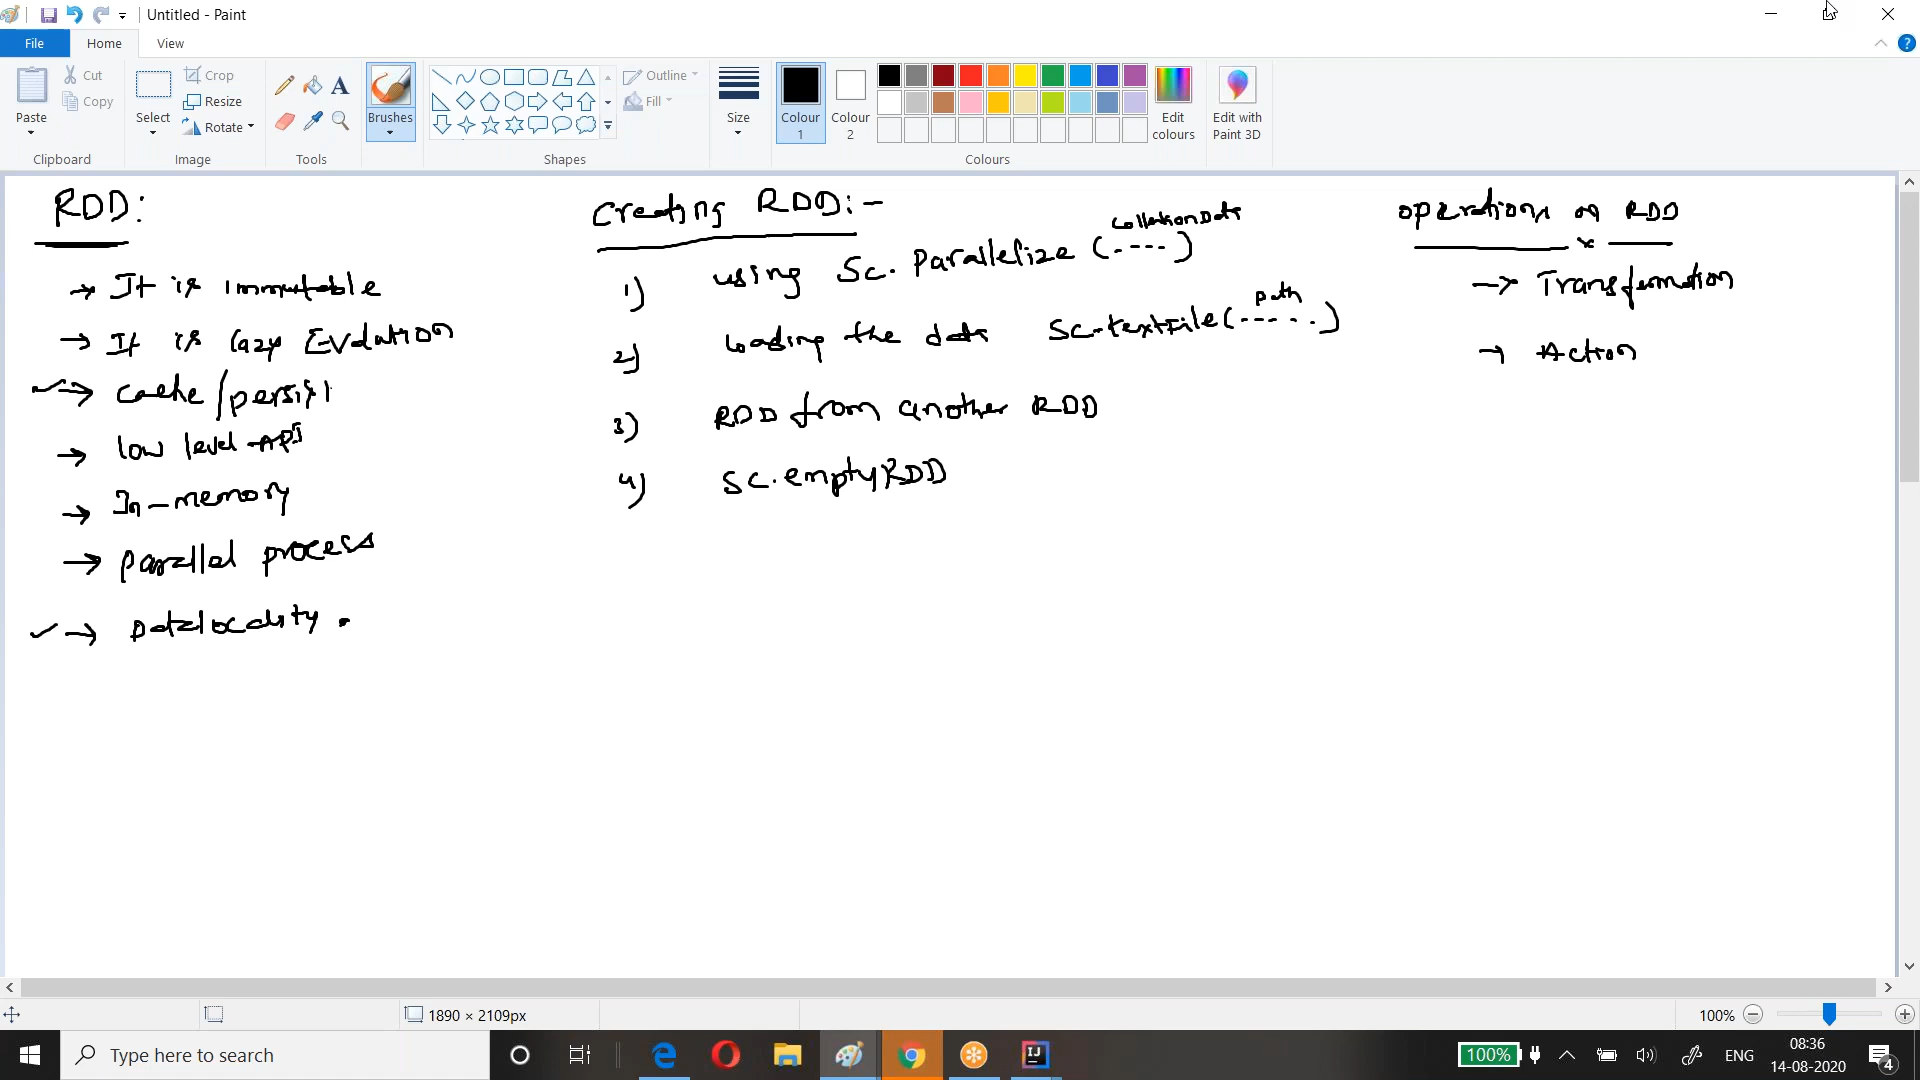 Untitled - Paint
File
Home
View
Paste
Cut
Copy
Clipboard
Select
Crop
Resize
Rotate
Image
Tools
Brushes
Outline
Fill
Shapes
Size
Colour 1
Colour 2
Colours
Edit colours
Edit with Paint 3D
RDD:
→ It is immutable
→ It is lazy Evalution
→ cache/persist
→ low level API
→ In-memory
→ parallel process
→ Datalocality .
Creating RDD:-
1) using Sc. Parallelize (.---) CollectionData
2) loading the data Sc.textFile(......) path
3) RDD from another RDD
4) SC.emptyRDD
operations on RDD
→ Transformation
→ Action
1890 × 2109px
100%
Type here to search
100%
ENG
08:36
14-08-2020
4